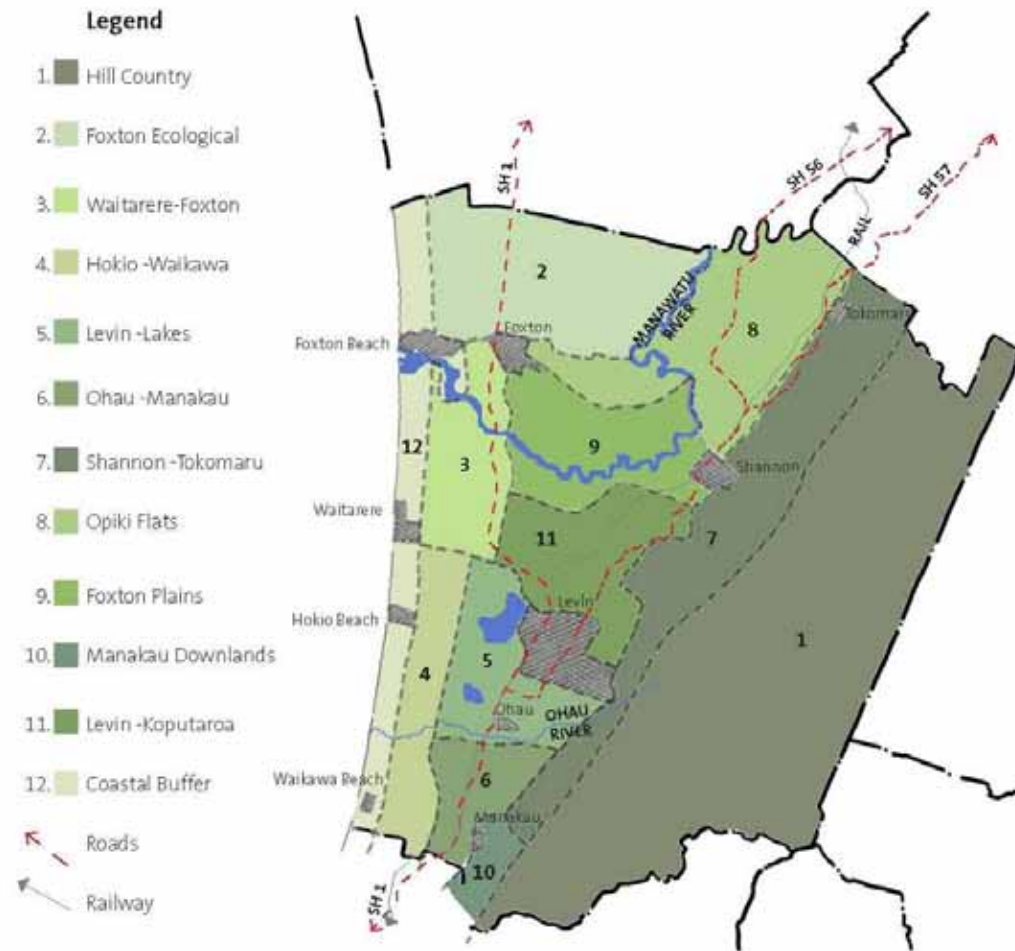 Legend
1. Hill Country
2. Foxton Ecological
3. Waitarere-Foxton
4. Hokio -Waikawa
5. Levin -Lakes
6. Ohau -Manakau
7. Shannon -Tokomaru
8. Opiki Flats
9. Foxton Plains
10. Manakau Downlands
11. Levin -Koputaroa
12. Coastal Buffer
Roads
Railway
SH 1
SH 56
SH 57
RAIL
2
MANAWATU
RIVER
8
Tokomaru
Foxton Beach
Foxton
12
3
9
Shannon
Waitarere
11
7
Hokio Beach
Levin
1
4
5
Ohau
OHAU
RIVER
Waikawa Beach
6
Manakau
10
SH 1